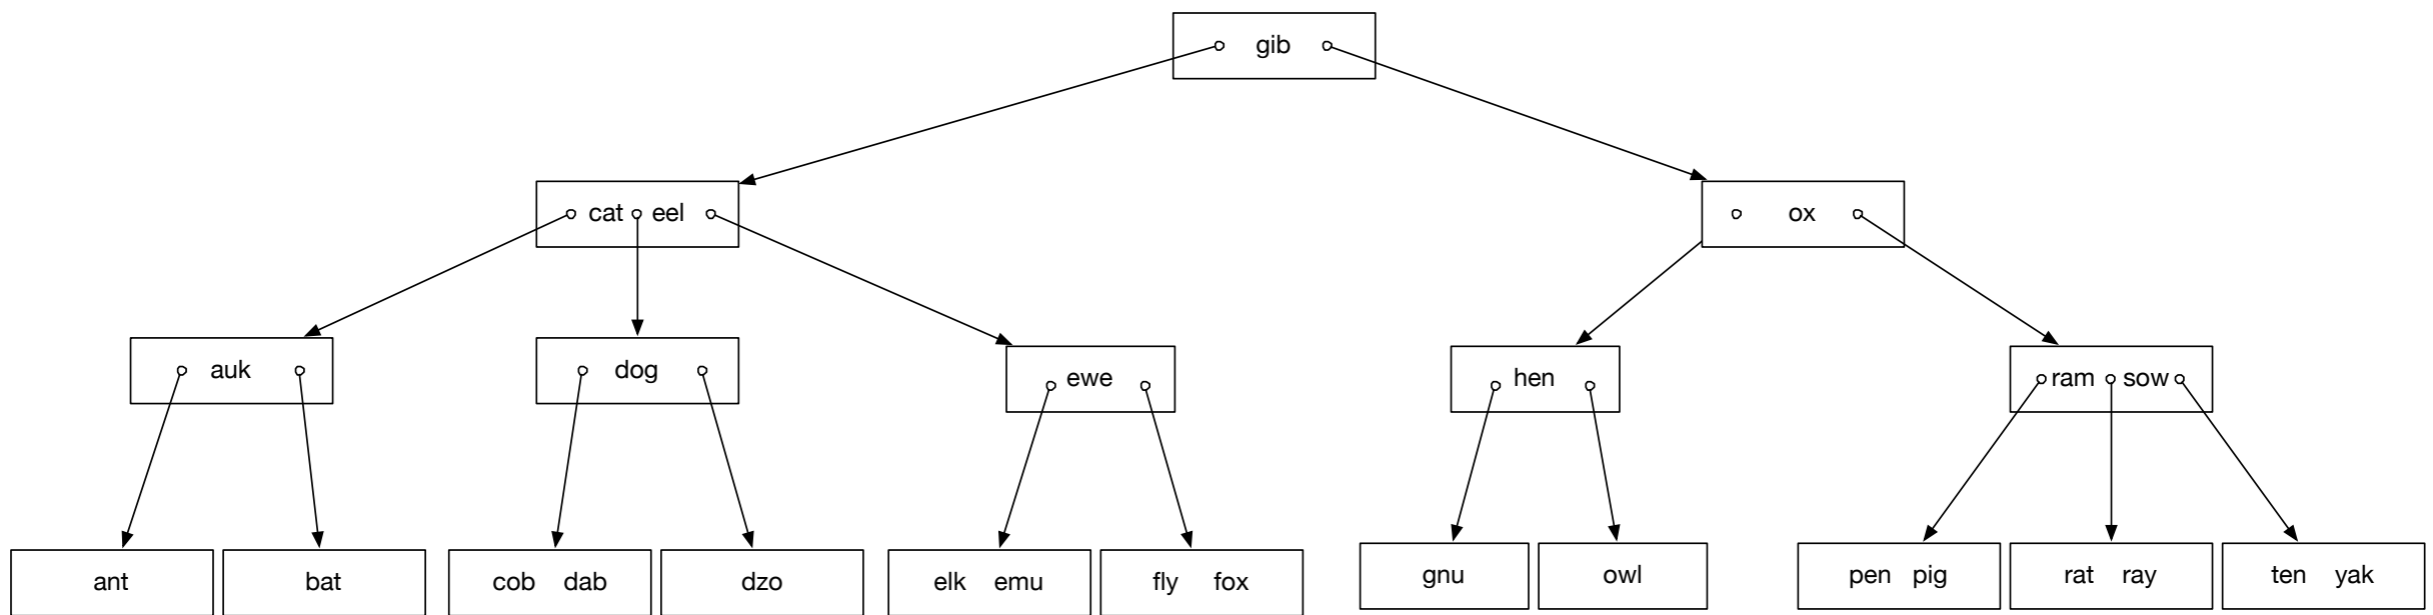 gib
cat eel
ox
auk
dog
ewe
hen
ram sow
ant
bat
cob dab
dzo
elk emu
fly fox
gnu
owl
pen pig
rat ray
ten yak